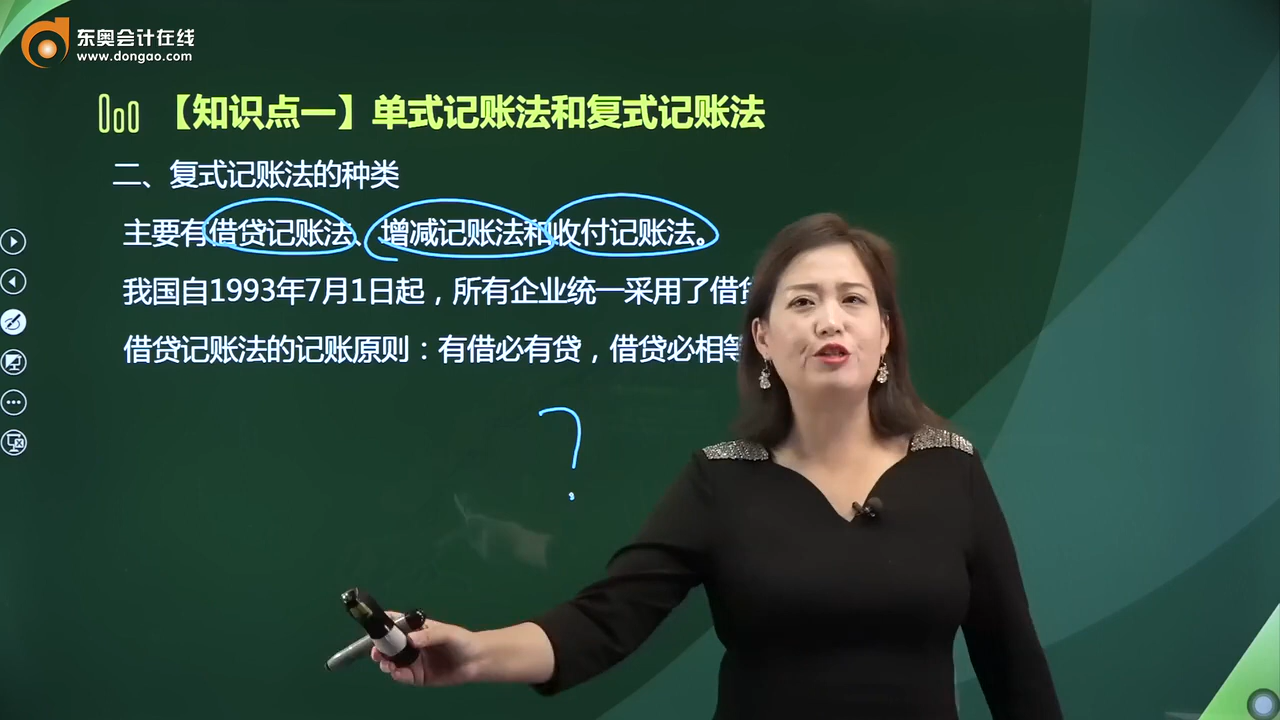 东奥会计在线
www.dongao.com
【知识点一】单式记账法和复式记账法
二、复式记账法的种类
主要有借贷记账法、增减记账法和收付记账法。
我国自1993年7月1日起，所有企业统一采用了借
借贷记账法的记账原则：有借必有贷，借贷必相等
?